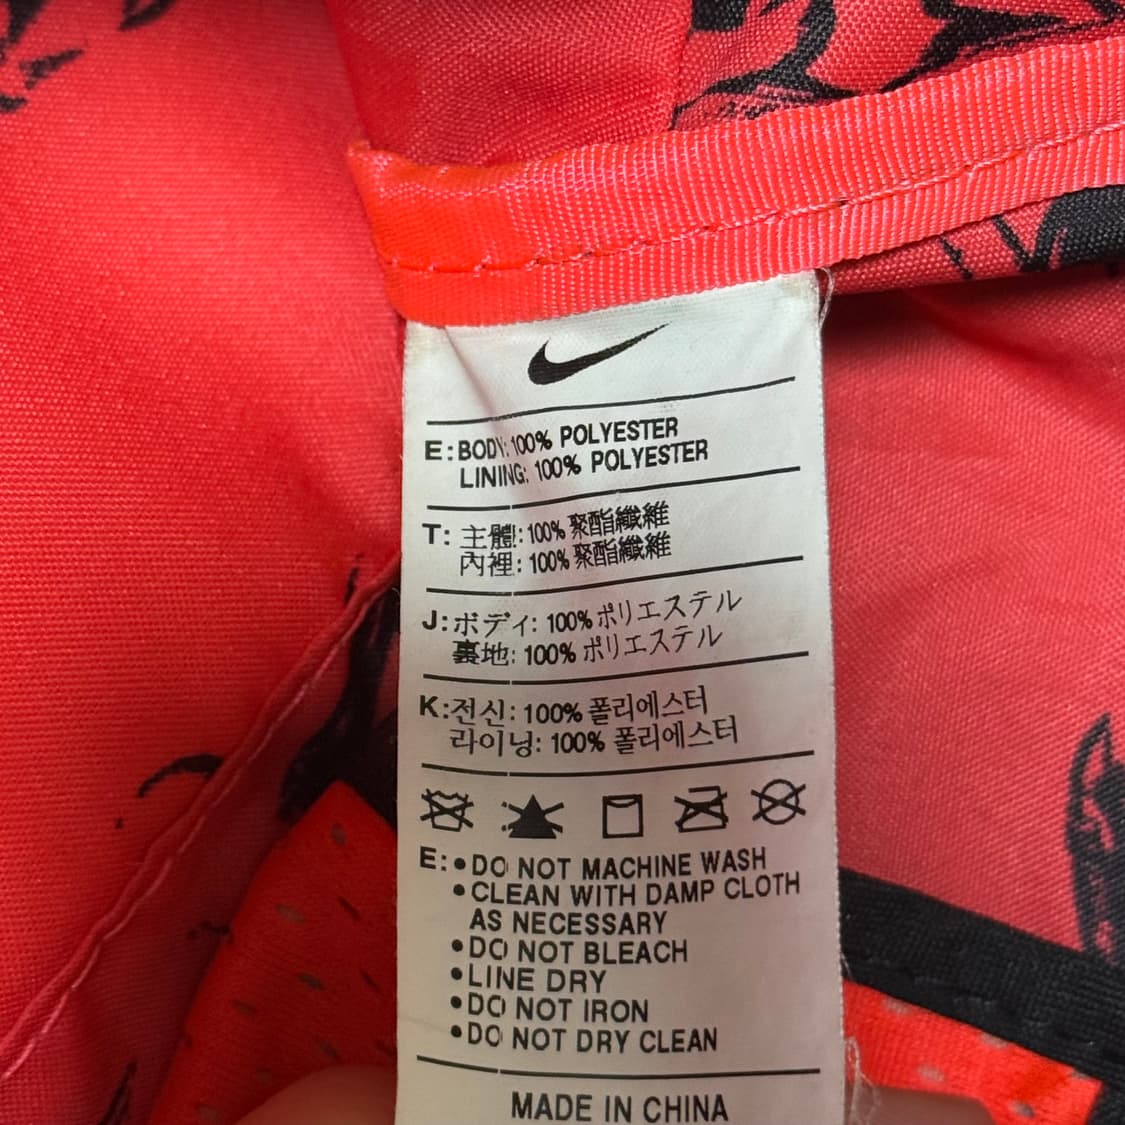 E: BODY: 100% POLYESTER
LINING: 100% POLYESTER
T: 主體: 100% 聚酯纖維
內裡: 100% 聚酯纖維
J: ボディ: 100% ポリエステル
裏地: 100% ポリエステル
K: 전신: 100% 폴리에스터
라이닝: 100% 폴리에스터
E: • DO NOT MACHINE WASH
• CLEAN WITH DAMP CLOTH
AS NECESSARY
• DO NOT BLEACH
• LINE DRY
• DO NOT IRON
• DO NOT DRY CLEAN
MADE IN CHINA